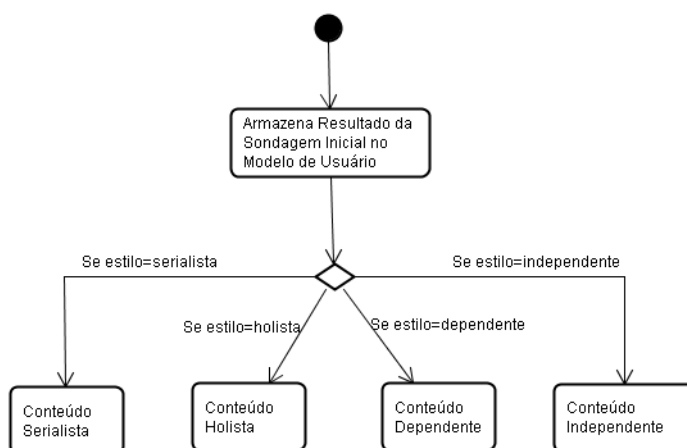 Armazena Resultado da
Sondagem Inicial no
Modelo de Usuário
Se estilo=serialista
Se estilo=independente
Se estilo=holista
Se estilo=dependente
Conteúdo
Serialista
Conteúdo
Holista
Conteúdo
Dependente
Conteúdo
Independente